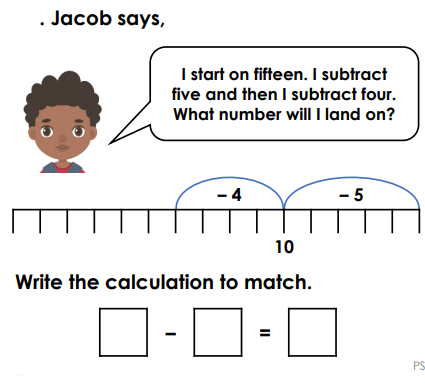 . Jacob says,
I start on fifteen. I subtract
five and then I subtract four.
What number will I land on?
– 4 – 5
10
Write the calculation to match.
– =
PS